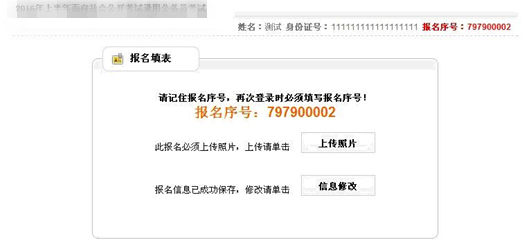 姓名：测试 身份证号：111111111111111111 报名序号：797900002
报名填表
请记住报名序号，再次登录时必须填写报名序号！
报名序号：797900002
此报名必须上传照片，上传请单击 上传照片
报名信息已成功保存，修改请单击 信息修改